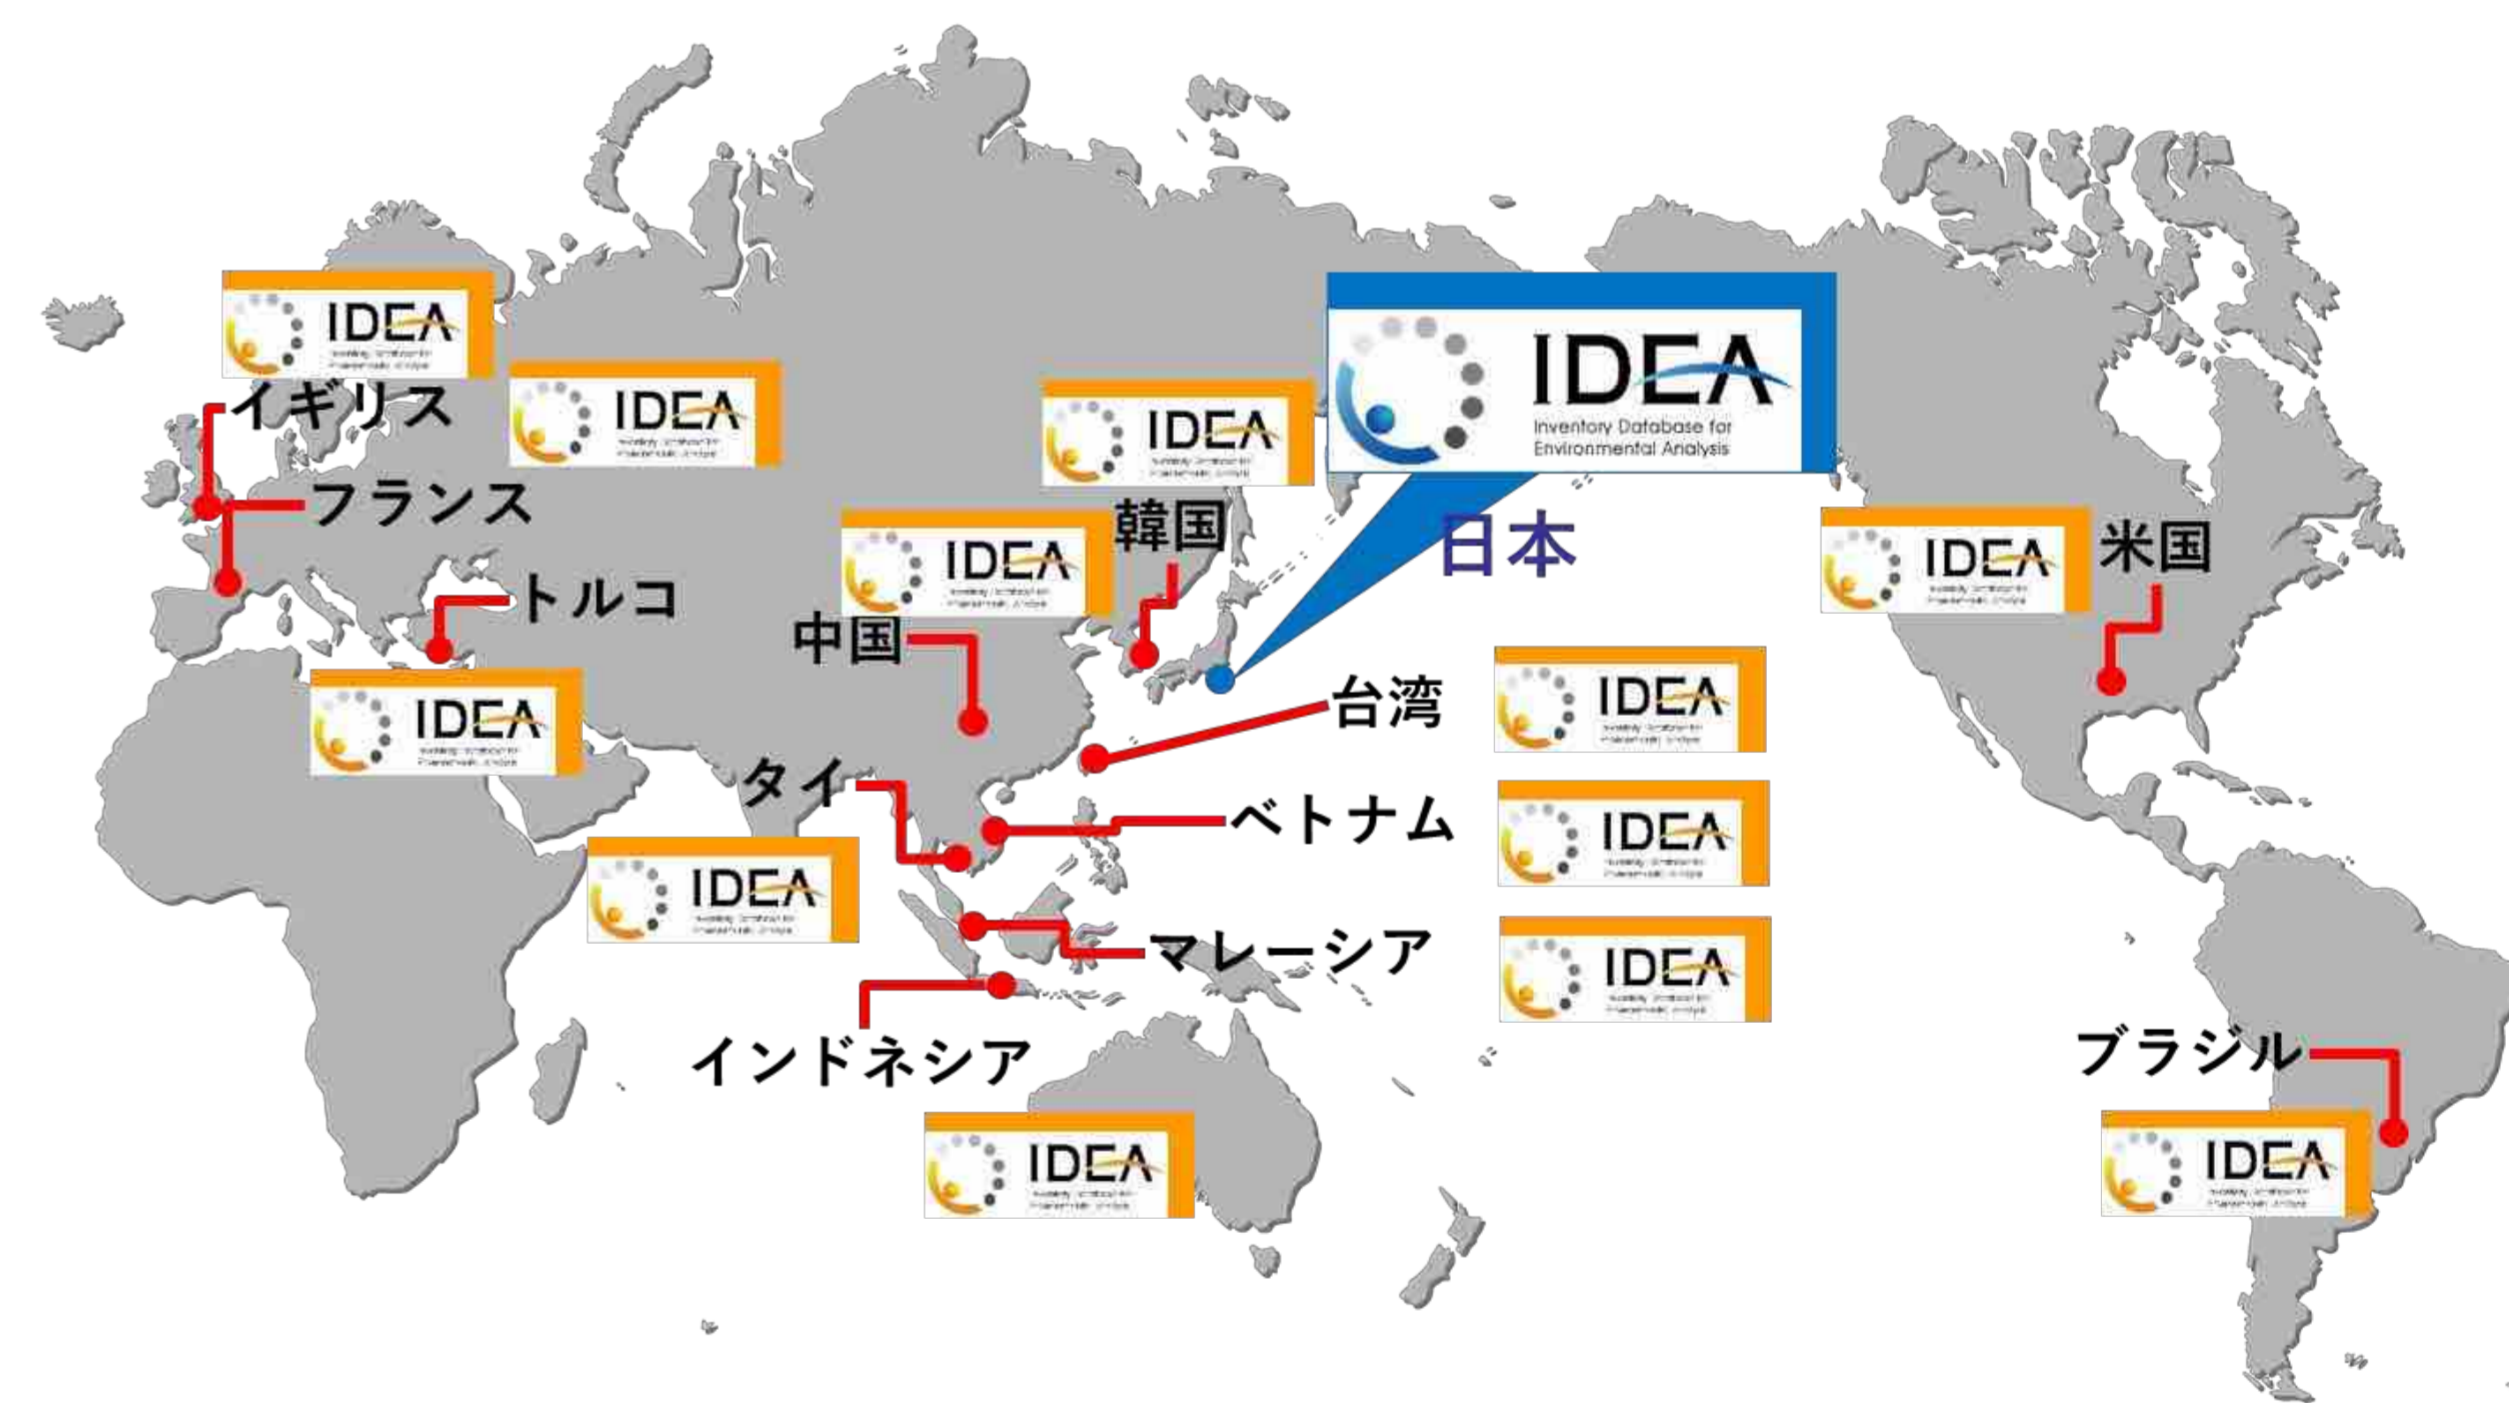 IDEA
イギリス
IDEA
IDEA
Inventory Database for
Environmental Analysis
IDEA
フランス
韓国
日本
IDEA
IDEA
米国
トルコ
中国
IDEA
台湾
IDEA
タイ
ベトナム
IDEA
IDEA
マレーシア
IDEA
インドネシア
ブラジル
IDEA
IDEA